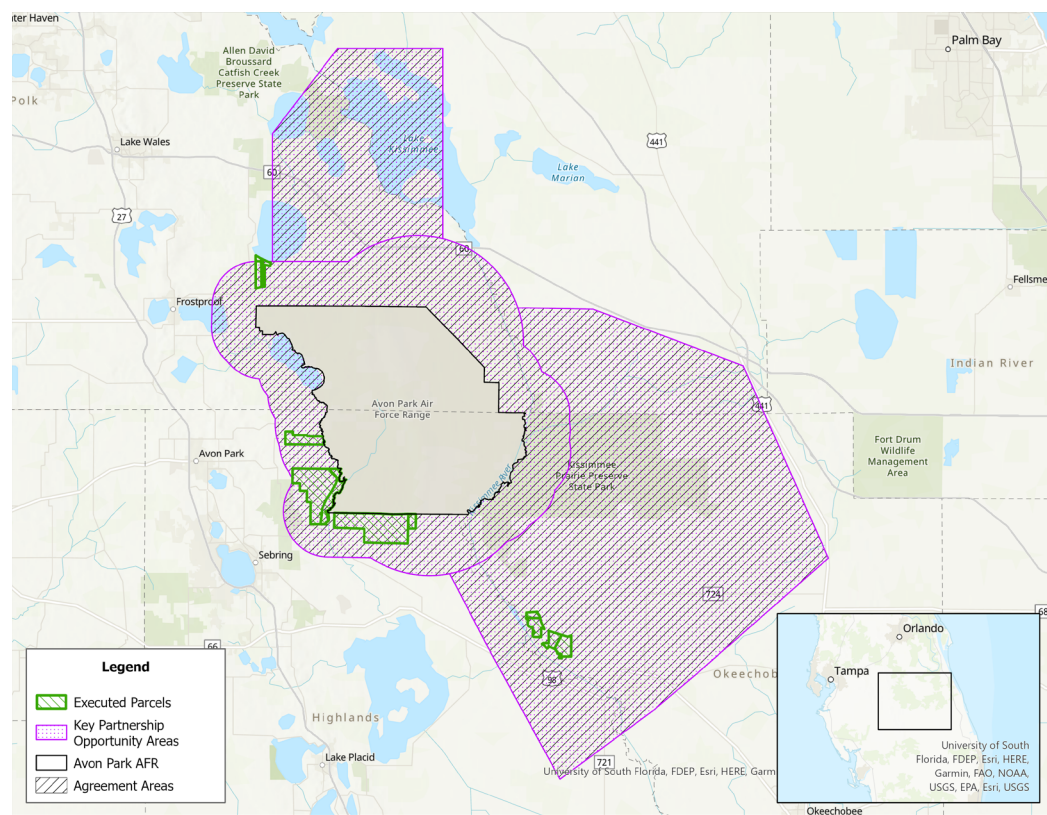 ter Haven
Allen David
Broussard
Catfish Creek
Preserve State
Park
Palm Bay
Polk
Lake Wales
441
Lake
Kissimmee
Lake
Marian
60
27
60
Frostproof
Fellsme
Indian River
Avon Park Air
Force Range
441
Avon Park
Kissimmee
Prairie Preserve
State Park
Fort Drum
Wildlife
Management
Area
Sebring
724
68
66
98
Okeechob
Highlands
Lake Placid
721
University of South Florida, FDEP, Esri, HERE, Garm
Okeechobee
Legend
Executed Parcels
Key Partnership
Opportunity Areas
Avon Park AFR
Agreement Areas
Orlando
Tampa
University of South
Florida, FDEP, Esri, HERE,
Garmin, FAO, NOAA,
USGS, EPA, Esri, USGS